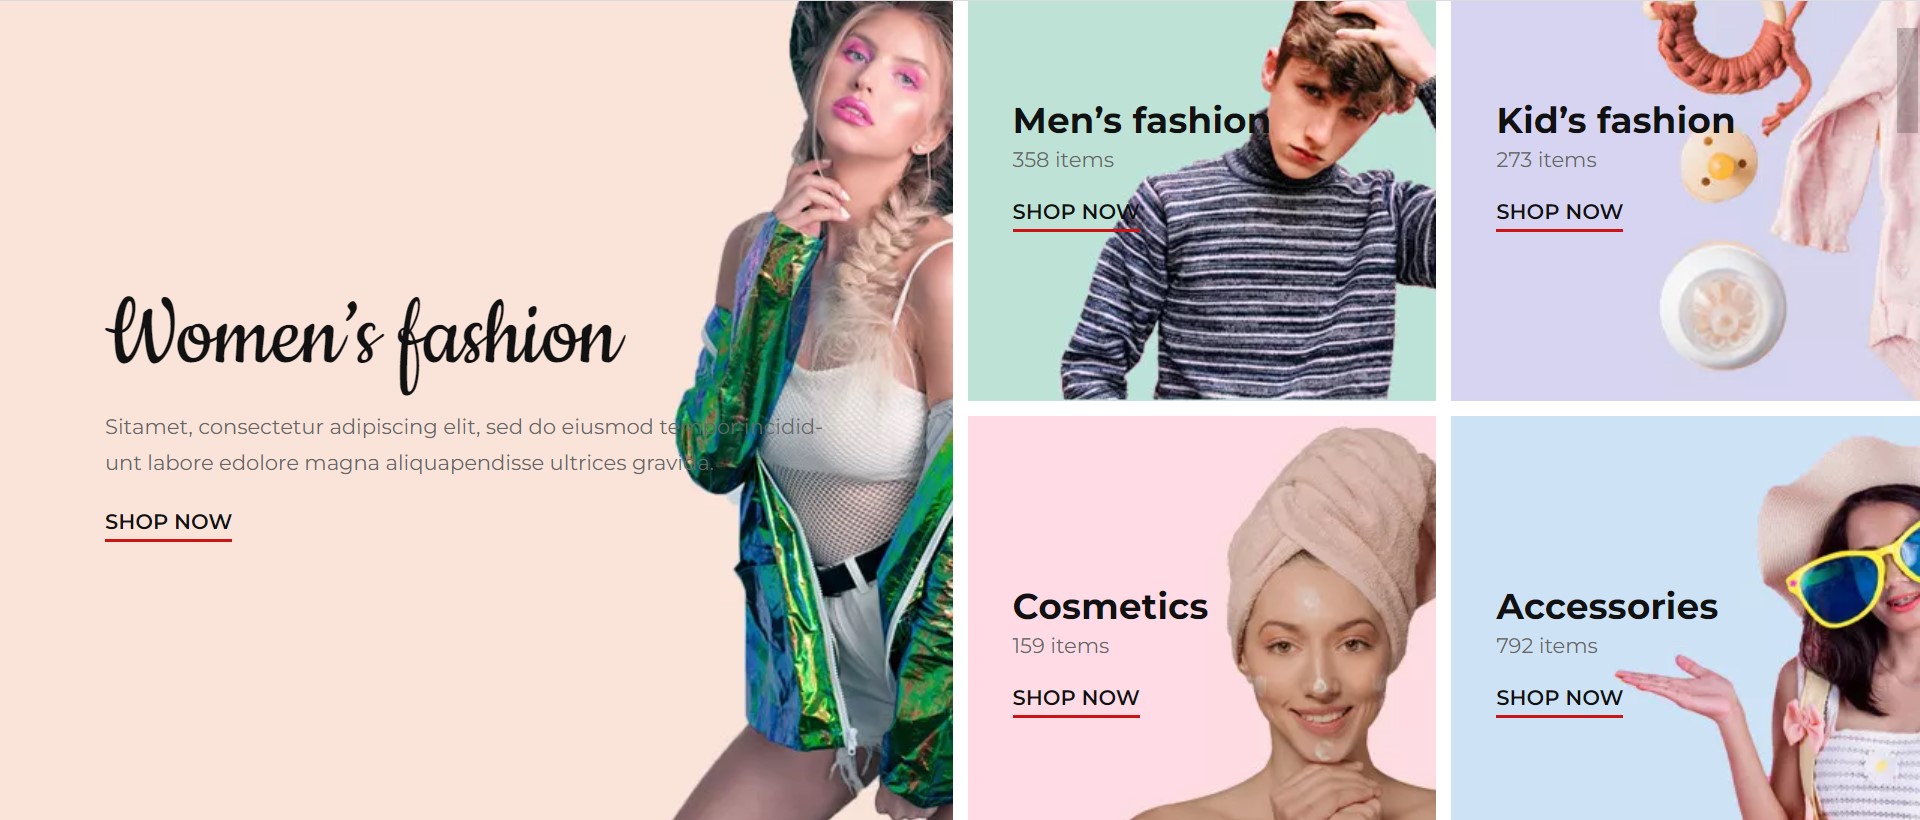 Women’s fashion
Sitamet, consectetur adipiscing elit, sed do eiusmod tempor incidid-
unt labore edolore magna aliquapendisse ultrices gravida.
SHOP NOW
Men’s fashion
358 items
SHOP NOW
Kid’s fashion
273 items
SHOP NOW
Cosmetics
159 items
SHOP NOW
Accessories
792 items
SHOP NOW